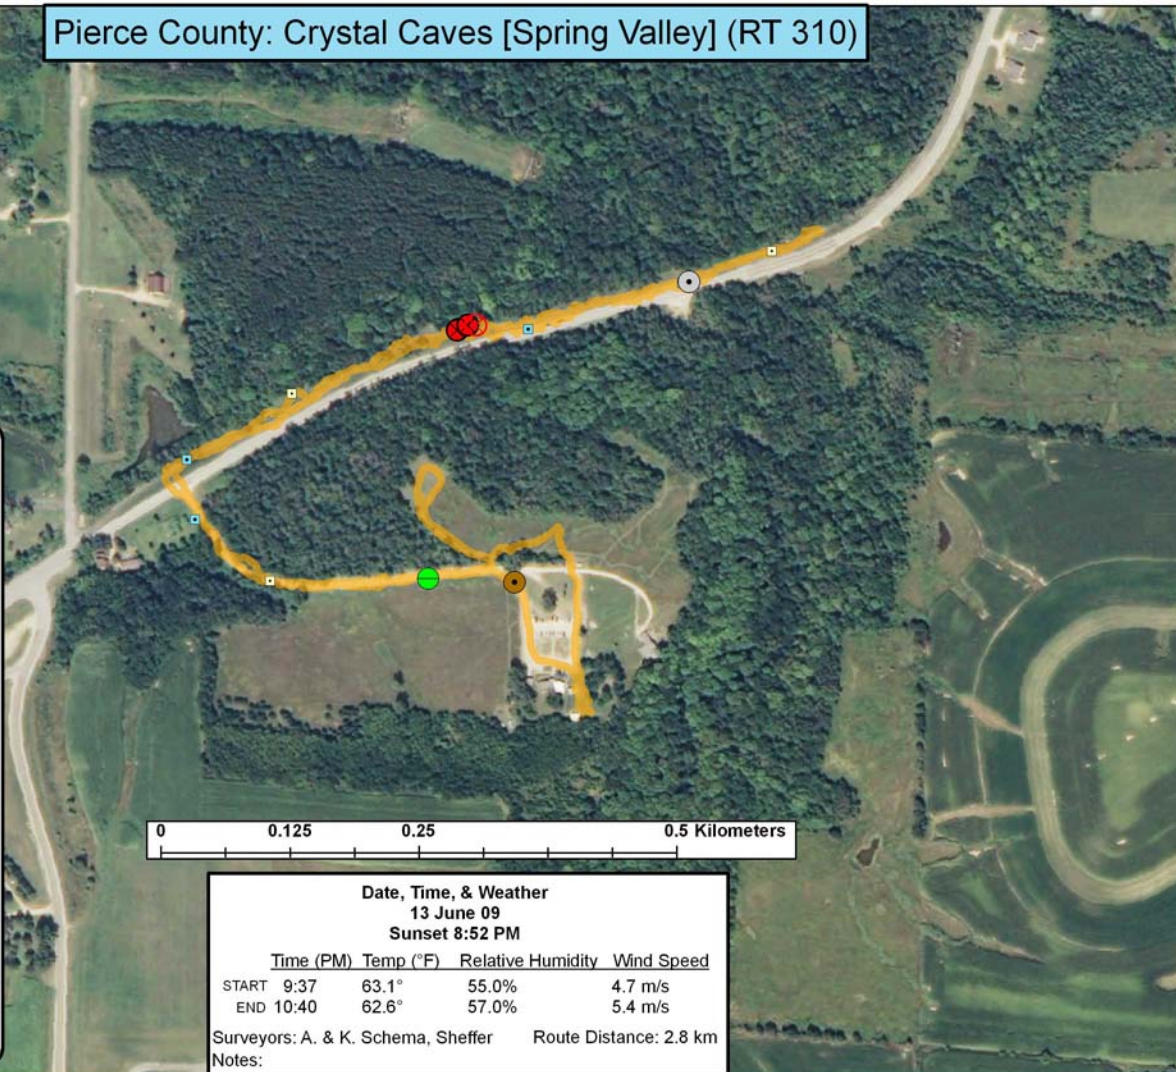 Pierce County: Crystal Caves [Spring Valley] (RT 310)
0 0.125 0.25 0.5 Kilometers
Date, Time, & Weather
13 June 09
Sunset 8:52 PM
Time (PM) Temp (°F) Relative Humidity Wind Speed
START 9:37 63.1° 55.0% 4.7 m/s
END 10:40 62.6° 57.0% 5.4 m/s
Surveyors: A. & K. Schema, Sheffer Route Distance: 2.8 km
Notes: